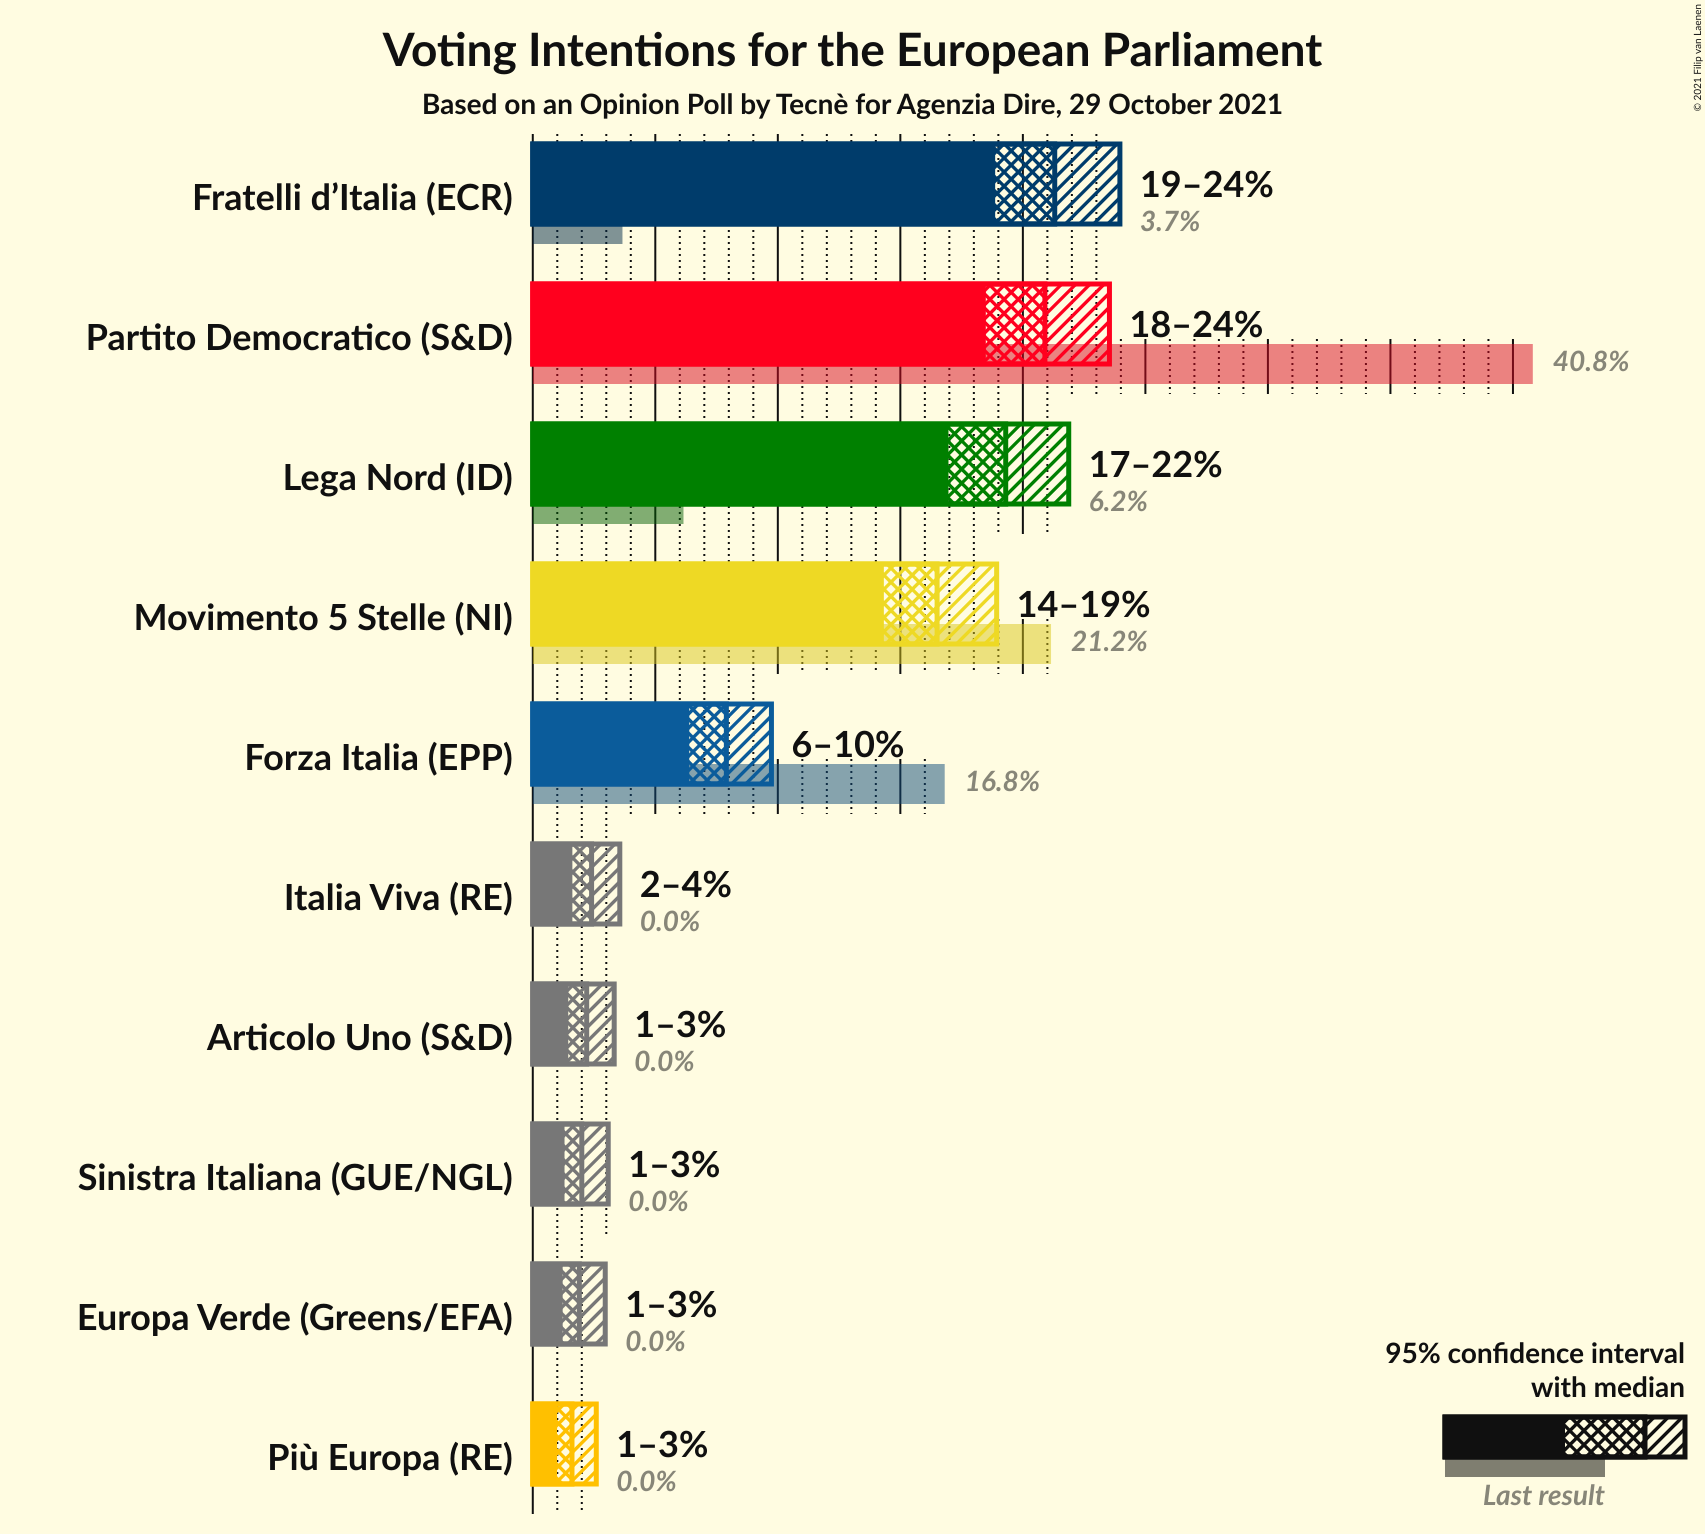 Voting Intentions for the European Parliament
Based on an Opinion Poll by Tecnè for Agenzia Dire, 29 October 2021
© 2021 Filip van Laenen
Fratelli d’Italia (ECR)
19–24%
3.7%
Partito Democratico (S&D)
18–24%
40.8%
Lega Nord (ID)
17–22%
6.2%
Movimento 5 Stelle (NI)
14–19%
21.2%
Forza Italia (EPP)
6–10%
16.8%
Italia Viva (RE)
2–4%
0.0%
Articolo Uno (S&D)
1–3%
0.0%
Sinistra Italiana (GUE/NGL)
1–3%
0.0%
Europa Verde (Greens/EFA)
1–3%
0.0%
Più Europa (RE)
1–3%
0.0%
95% confidence interval
with median
Last result